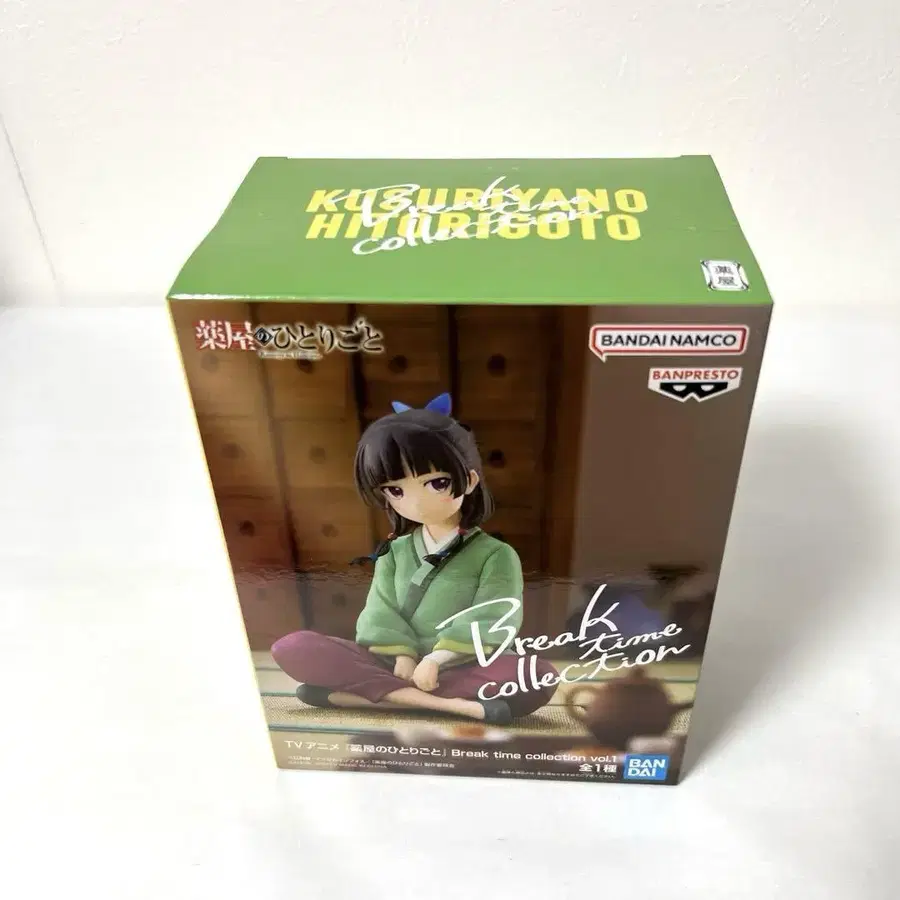 KUSURIYANO
HITORIGOTO
Break time
collection
薬屋
薬屋のひとりごと
BANDAI NAMCO
BANPRESTO
Break
time
collection
TVアニメ『薬屋のひとりごと』Break time collection vol.1
全1種
BAN
DAI